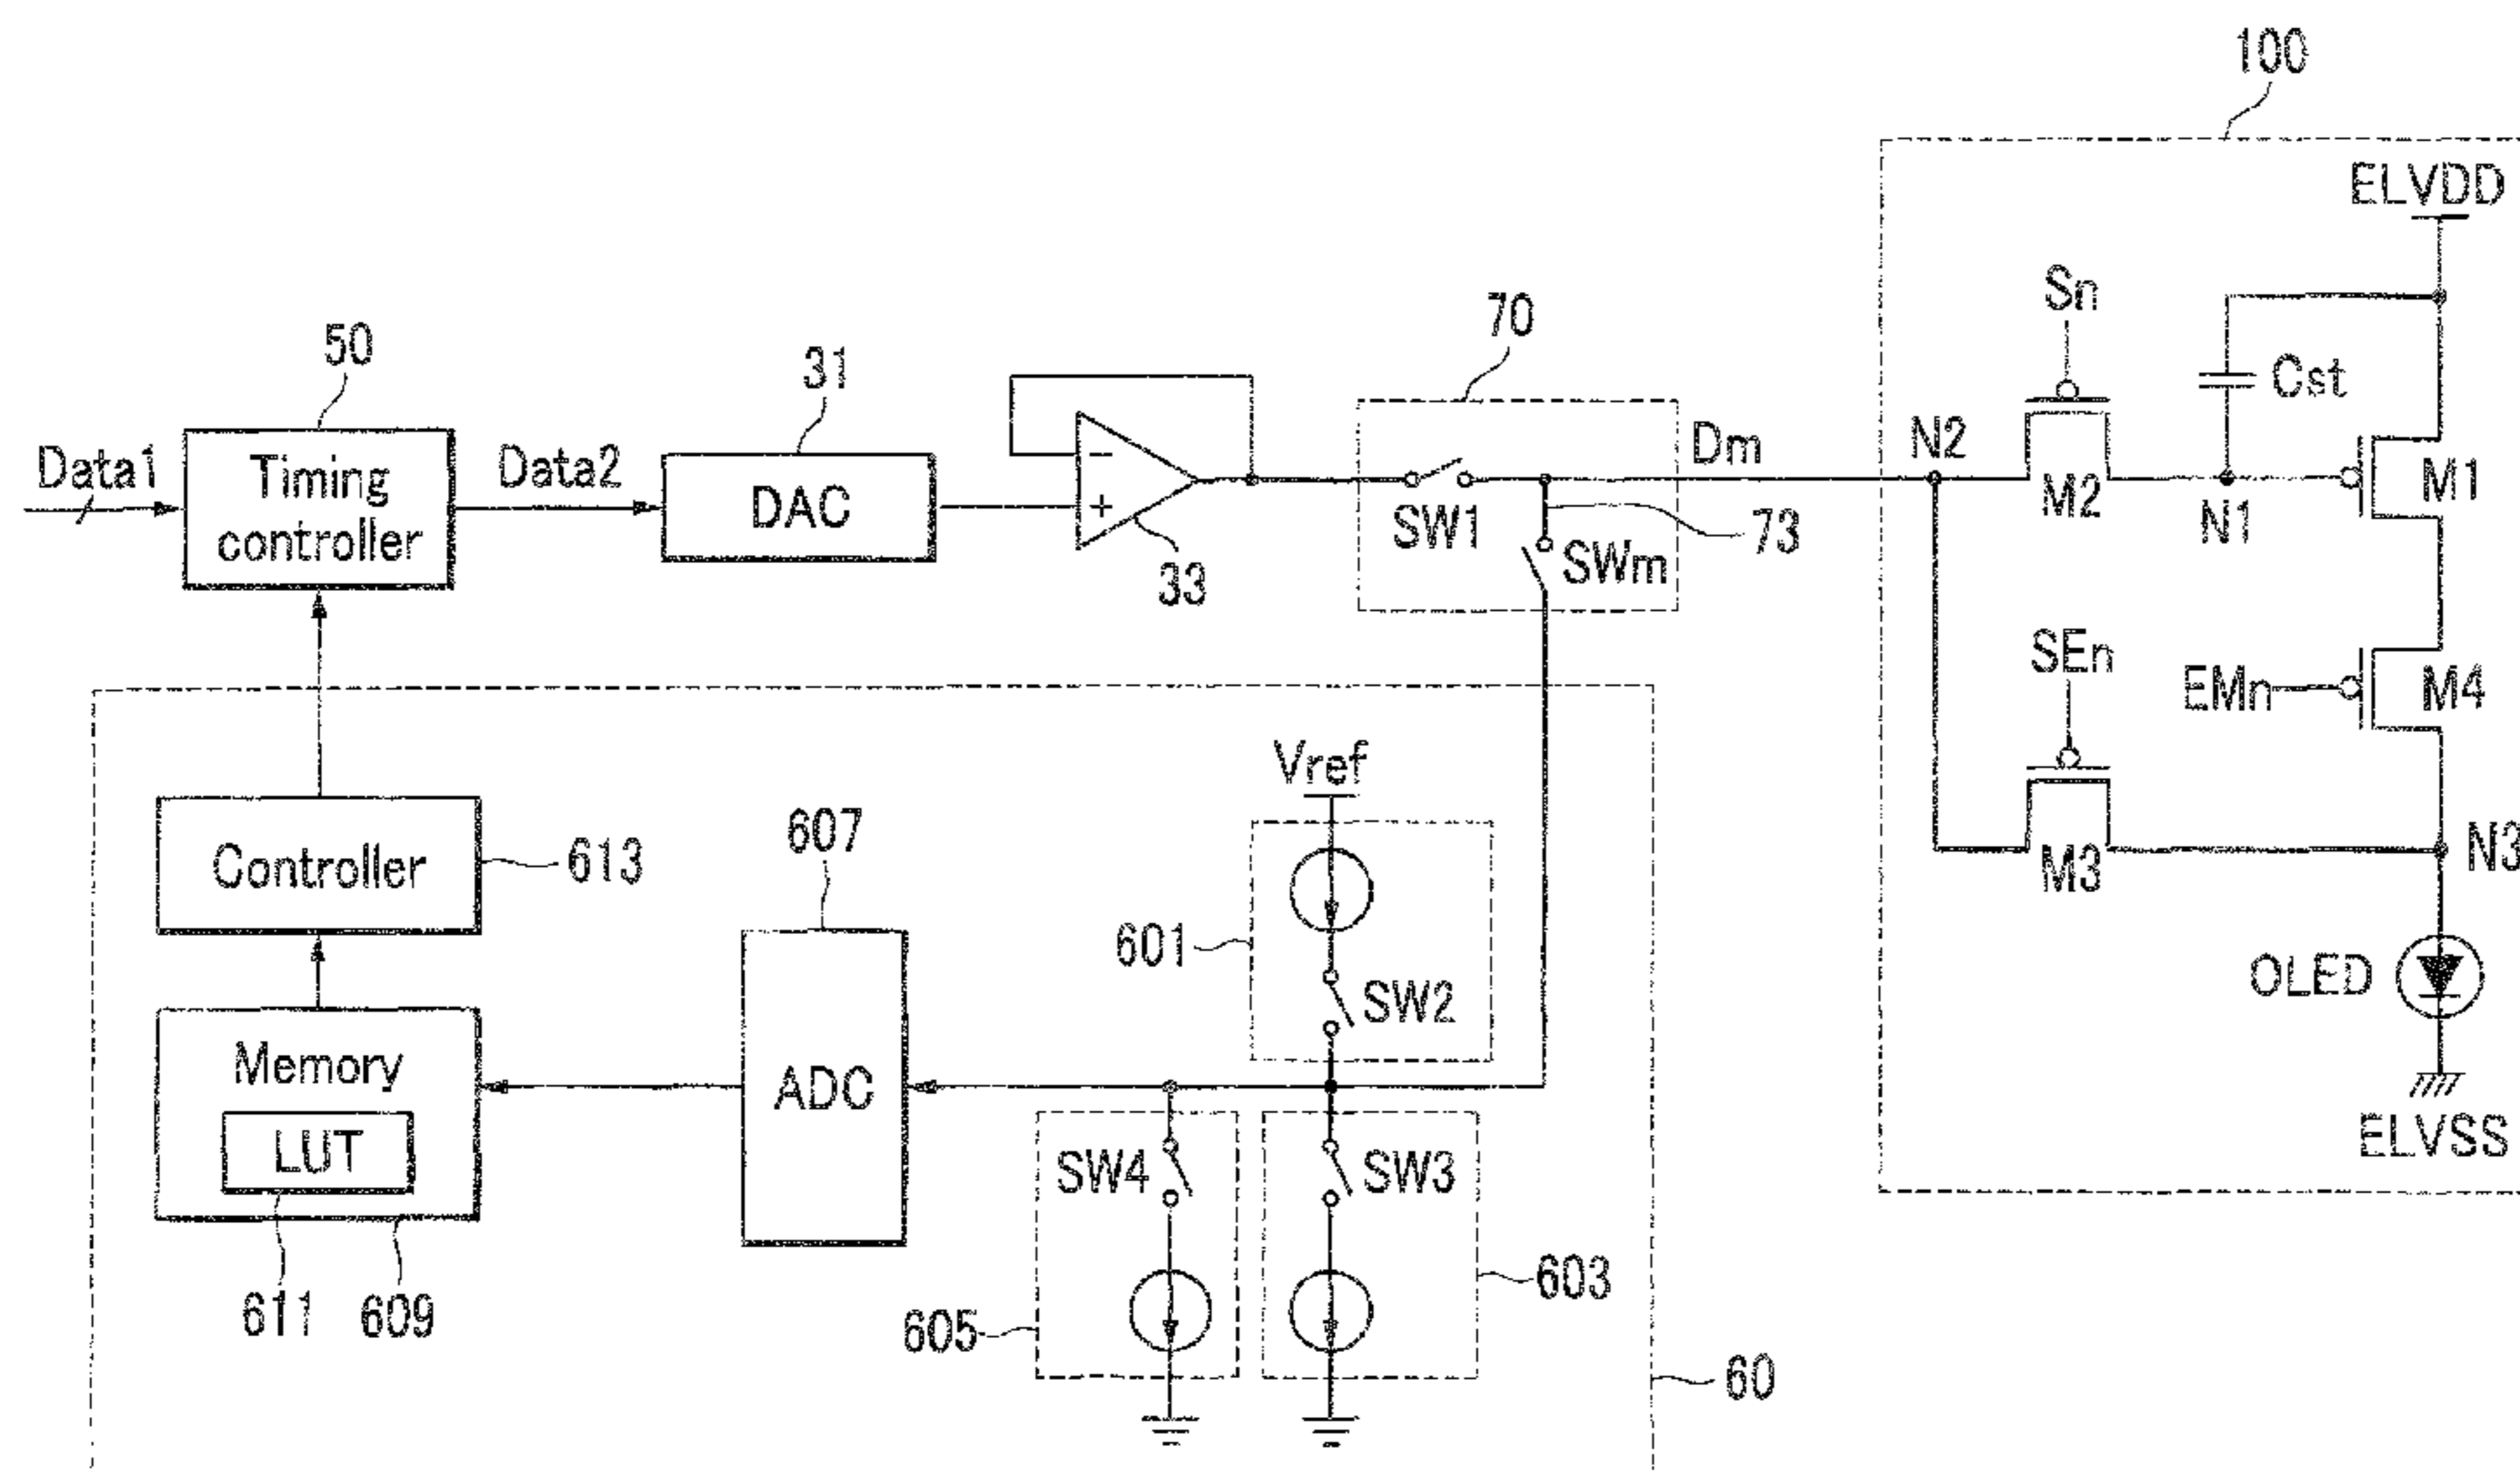 100
ELVDD
Sn
70
50
31
Cst
Data1
Timing
controller
Data2
DAC
−
+
33
SW1
Dm
73
SWm
N2
M2
N1
M1
SEn
EMn
M4
M3
N3
OLED
ELVSS
Vref
601
SW2
607
Controller
613
ADC
Memory
LUT
611
609
SW4
SW3
605
603
60